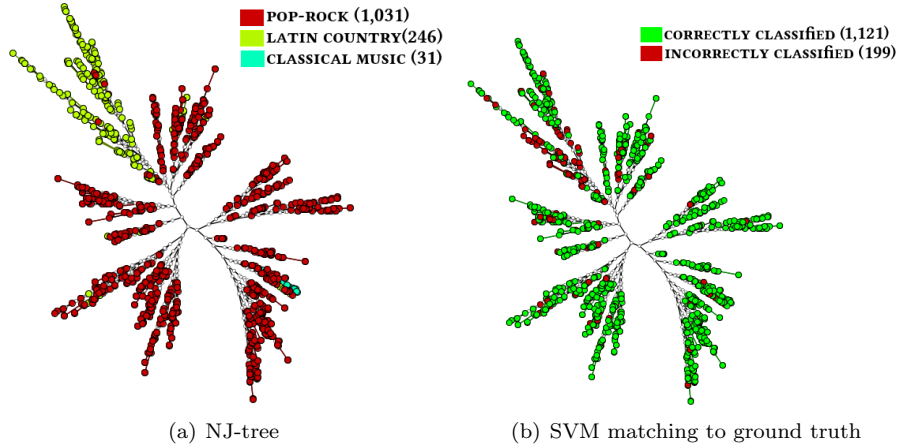 POP-ROCK (1,031)
LATIN COUNTRY(246)
CLASSICAL MUSIC (31)
CORRECTLY CLASSIfiED (1,121)
INCORRECTLY CLASSIfiED (199)
(a) NJ-tree
(b) SVM matching to ground truth